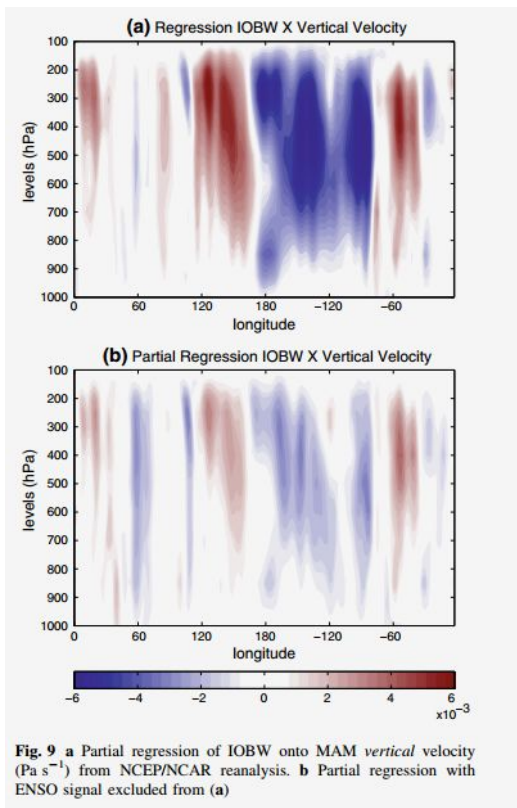 (a) Regression IOBW X Vertical Velocity
100
200
300
400
500
600
700
800
900
1000
levels (hPa)
0 60 120 180 −120 −60
longitude
(b) Partial Regression IOBW X Vertical Velocity
100
200
300
400
500
600
700
800
900
1000
levels (hPa)
0 60 120 180 −120 −60
longitude
−6 −4 −2 0 2 4 6
x10⁻³
Fig. 9 a Partial regression of IOBW onto MAM vertical velocity
(Pa s⁻¹) from NCEP/NCAR reanalysis. b Partial regression with
ENSO signal excluded from (a)